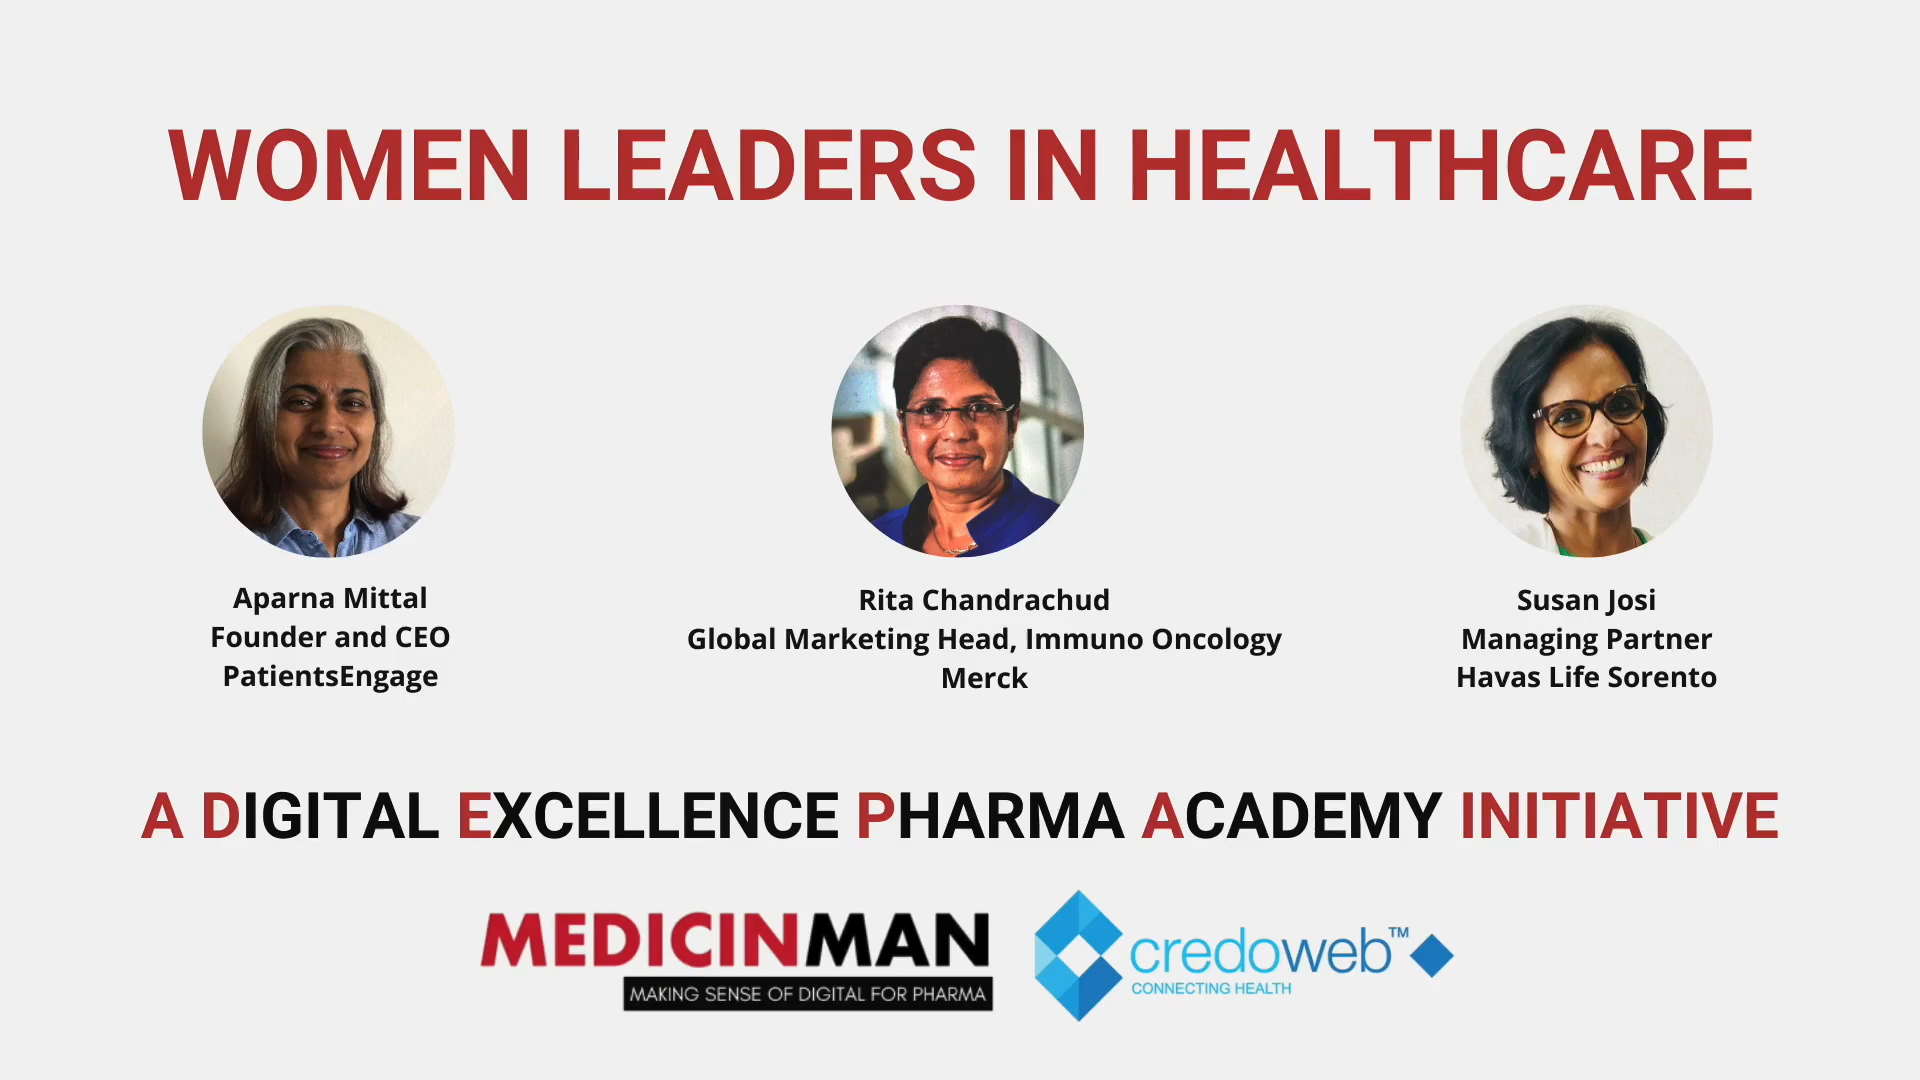 WOMEN LEADERS IN HEALTHCARE
Aparna Mittal
Founder and CEO
PatientsEngage
Rita Chandrachud
Global Marketing Head, Immuno Oncology
Merck
Susan Josi
Managing Partner
Havas Life Sorento
A DIGITAL EXCELLENCE PHARMA ACADEMY INITIATIVE
MEDICINMAN
MAKING SENSE OF DIGITAL FOR PHARMA
credoweb™
CONNECTING HEALTH